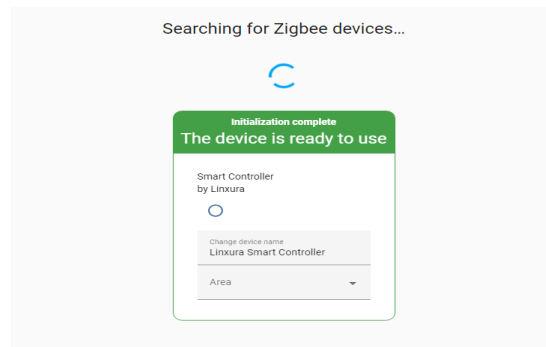 Searching for Zigbee devices...
Initialization complete
The device is ready to use
Smart Controller
by Linxura
Change device name
Linxura Smart Controller
Area